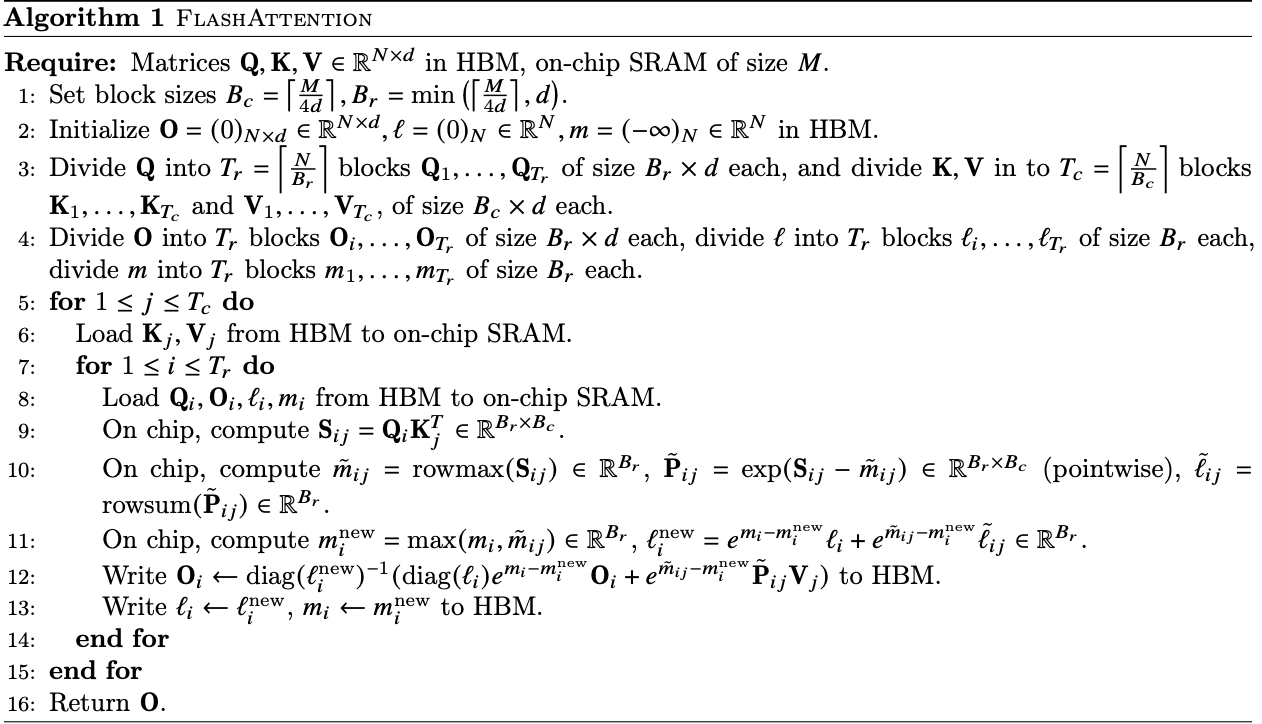 Algorithm 1 FlashAttention
Require: Matrices Q, K, V ∈ ℝ^{N×d} in HBM, on-chip SRAM of size M.
1: Set block sizes B_c = ⌈M/4d⌉, B_r = min(⌈M/4d⌉, d).
2: Initialize O = (0)_{N×d} ∈ ℝ^{N×d}, ℓ = (0)_N ∈ ℝ^N, m = (−∞)_N ∈ ℝ^N in HBM.
3: Divide Q into T_r = ⌈N/B_r⌉ blocks Q_1, . . . , Q_{T_r} of size B_r × d each, and divide K, V in to T_c = ⌈N/B_c⌉ blocks
K_1, . . . , K_{T_c} and V_1, . . . , V_{T_c}, of size B_c × d each.
4: Divide O into T_r blocks O_i, . . . , O_{T_r} of size B_r × d each, divide ℓ into T_r blocks ℓ_i, . . . , ℓ_{T_r} of size B_r each,
divide m into T_r blocks m_1, . . . , m_{T_r} of size B_r each.
5: for 1 ≤ j ≤ T_c do
6: Load K_j, V_j from HBM to on-chip SRAM.
7: for 1 ≤ i ≤ T_r do
8: Load Q_i, O_i, ℓ_i, m_i from HBM to on-chip SRAM.
9: On chip, compute S_{ij} = Q_i K_j^T ∈ ℝ^{B_r×B_c}.
10: On chip, compute m̃_{ij} = rowmax(S_{ij}) ∈ ℝ^{B_r}, P̃_{ij} = exp(S_{ij} − m̃_{ij}) ∈ ℝ^{B_r×B_c} (pointwise), ℓ̃_{ij} =
rowsum(P̃_{ij}) ∈ ℝ^{B_r}.
11: On chip, compute m_i^{new} = max(m_i, m̃_{ij}) ∈ ℝ^{B_r}, ℓ_i^{new} = e^{m_i−m_i^{new}} ℓ_i + e^{m̃_{ij}−m_i^{new}} ℓ̃_{ij} ∈ ℝ^{B_r}.
12: Write O_i ← diag(ℓ_i^{new})^{−1}(diag(ℓ_i)e^{m_i−m_i^{new}} O_i + e^{m̃_{ij}−m_i^{new}} P̃_{ij} V_j) to HBM.
13: Write ℓ_i ← ℓ_i^{new}, m_i ← m_i^{new} to HBM.
14: end for
15: end for
16: Return O.